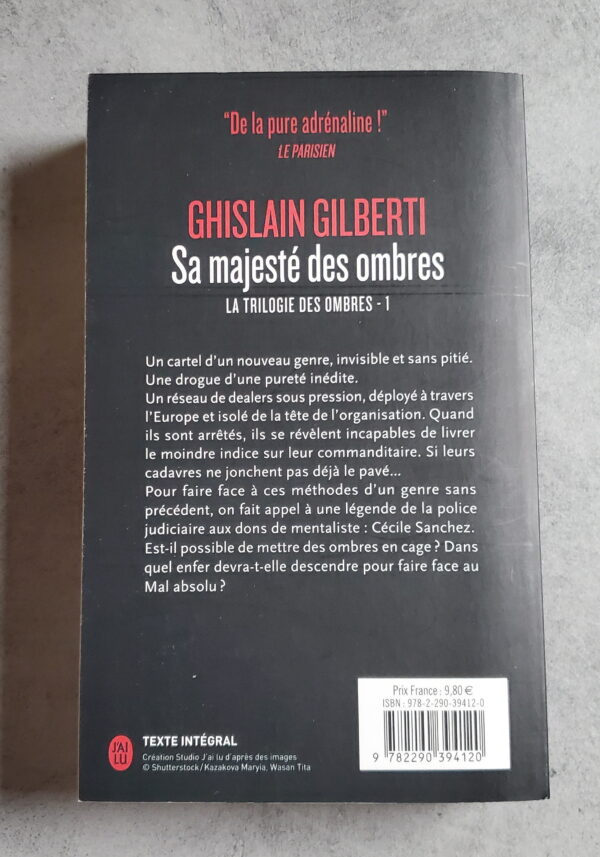 "De la pure adrénaline !"
LE PARISIEN
GHISLAIN GILBERTI
Sa majesté des ombres
LA TRILOGIE DES OMBRES - 1
Un cartel d'un nouveau genre, invisible et sans pitié.
Une drogue d'une pureté inédite.
Un réseau de dealers sous pression, déployé à travers
l'Europe et isolé de la tête de l'organisation. Quand
ils sont arrêtés, ils se révèlent incapables de livrer
le moindre indice sur leur commanditaire. Si leurs
cadavres ne jonchent pas déjà le pavé...
Pour faire face à ces méthodes d'un genre sans
précédent, on fait appel à une légende de la police
judiciaire aux dons de mentaliste : Cécile Sanchez.
Est-il possible de mettre des ombres en cage ? Dans
quel enfer devra-t-elle descendre pour faire face au
Mal absolu ?
Prix France : 9,80 €
ISBN : 978-2-290-39412-0
9 782290 394120
J'AI
LU
TEXTE INTÉGRAL
Création Studio J'ai lu d'après des images
© Shutterstock / Kazakova Maryia, Wasan Tita